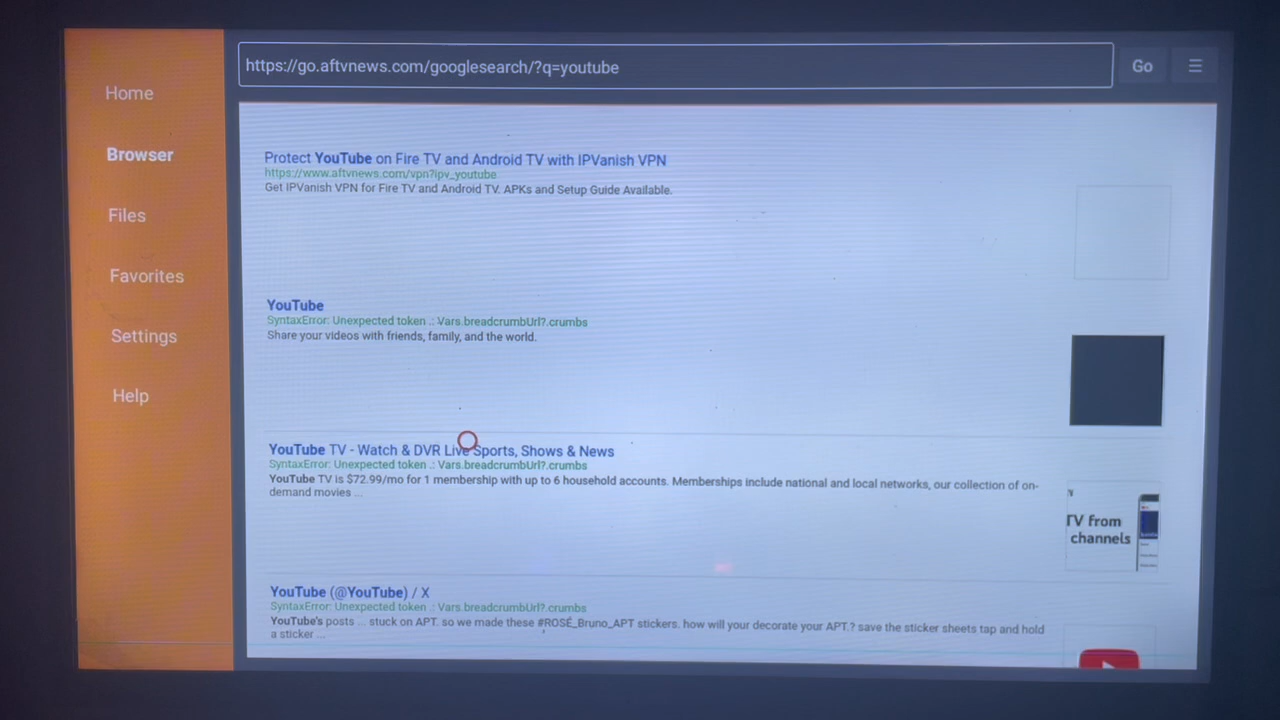 https://go.aftvnews.com/googlesearch/?q=youtube
Go
Home
Browser
Files
Favorites
Settings
Help
Protect YouTube on Fire TV and Android TV with IPVanish VPN
https://www.aftvnews.com/vpn?ipv_youtube
Get IPVanish VPN for Fire TV and Android TV. APKs and Setup Guide Available.
YouTube
SyntaxError: Unexpected token .: Vars.breadcrumbUrl?.crumbs
Share your videos with friends, family, and the world.
YouTube TV - Watch & DVR Live Sports, Shows & News
SyntaxError: Unexpected token .: Vars.breadcrumbUrl?.crumbs
YouTube TV is $72.99/mo for 1 membership with up to 6 household accounts. Memberships include national and local networks, our collection of on-
demand movies ...
TV from
channels
YouTube (@YouTube) / X
SyntaxError: Unexpected token .: Vars.breadcrumbUrl?.crumbs
YouTube's posts ... stuck on APT. so we made these #ROSÉ_Bruno_APT stickers. how will your decorate your APT.? save the sticker sheets tap and hold
a sticker ...